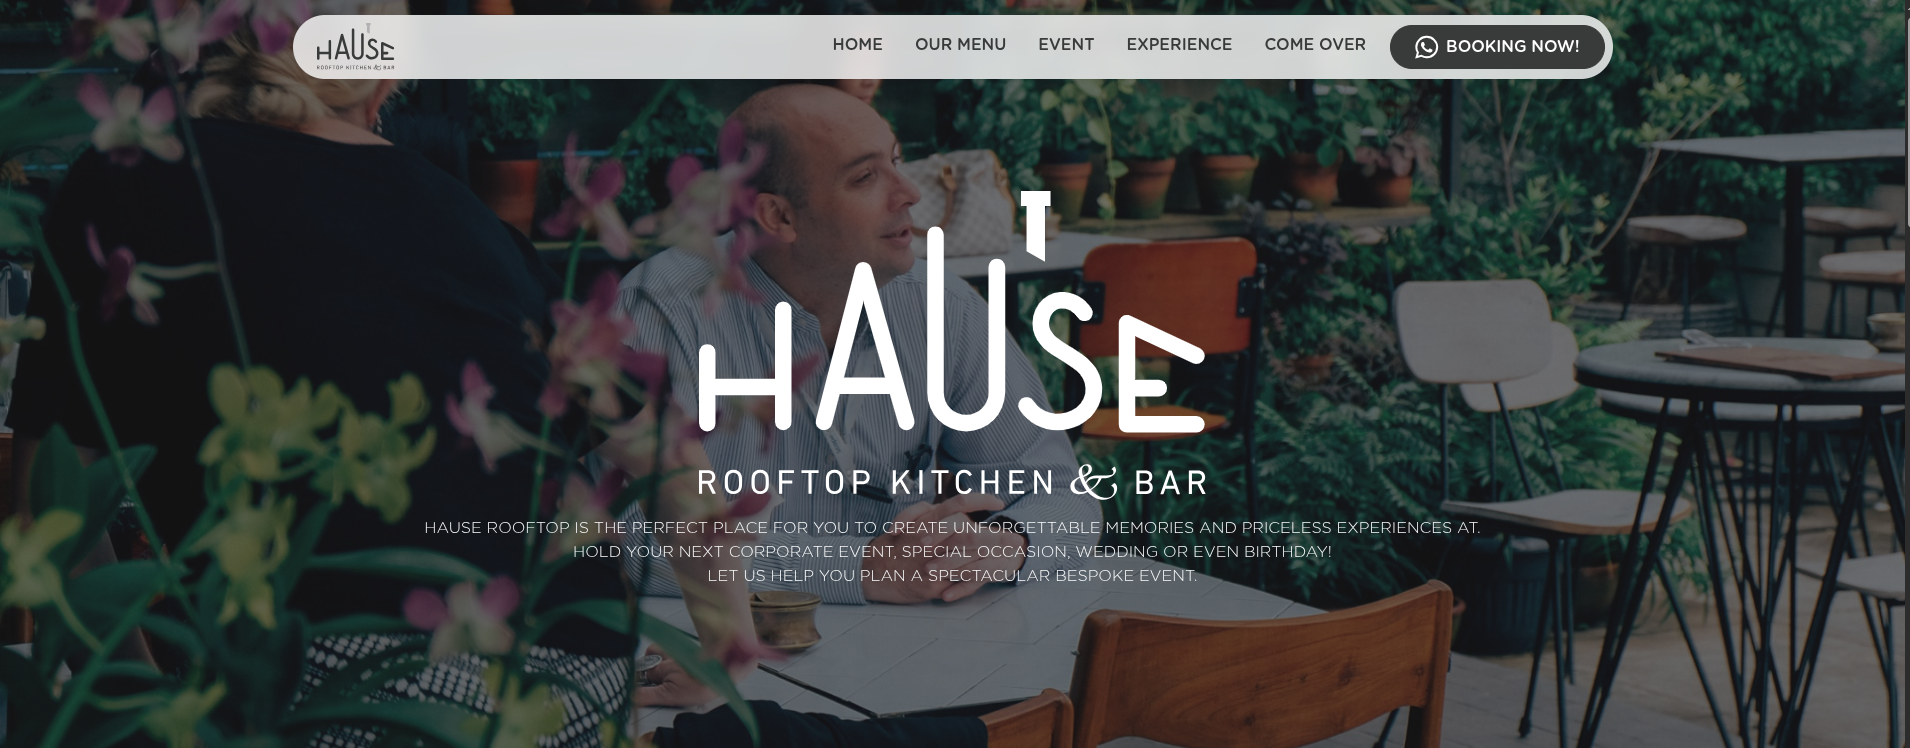 HAUSE
ROOFTOP KITCHEN & BAR
HOME
OUR MENU
EVENT
EXPERIENCE
COME OVER
BOOKING NOW!
HAUSE
ROOFTOP KITCHEN & BAR
HAUSE ROOFTOP IS THE PERFECT PLACE FOR YOU TO CREATE UNFORGETTABLE MEMORIES AND PRICELESS EXPERIENCES AT.
HOLD YOUR NEXT CORPORATE EVENT, SPECIAL OCCASION, WEDDING OR EVEN BIRTHDAY!
LET US HELP YOU PLAN A SPECTACULAR BESPOKE EVENT.